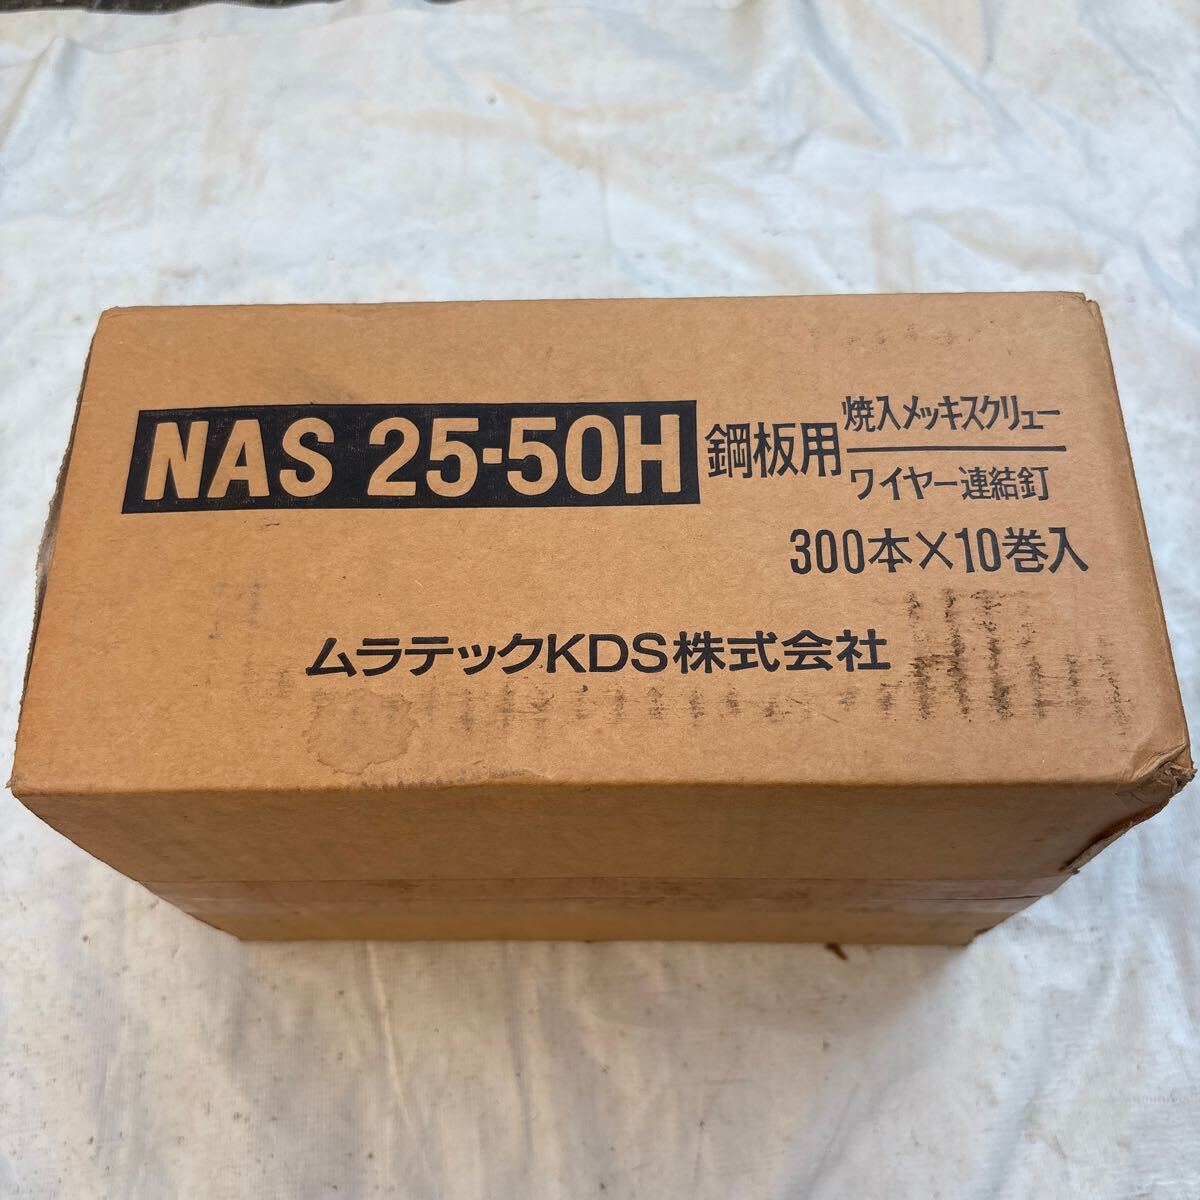 NAS 25-50H 鋼板用
焼入メッキスクリュー
ワイヤー連結釘
300本×10巻入
ムラテックKDS株式会社